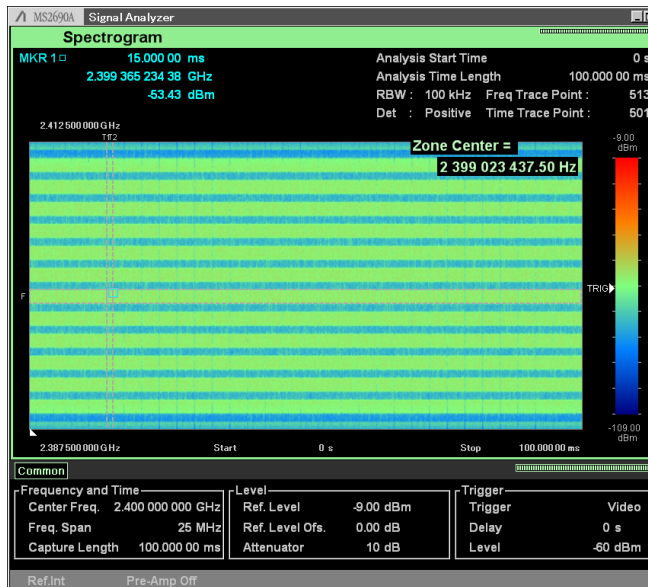 MS2690A Signal Analyzer
Spectrogram
MKR 1 15.000 00 ms Analysis Start Time 0 s
2.399 365 234 38 GHz Analysis Time Length 100.000 00 ms
-53.43 dBm RBW : 100 kHz Freq Trace Point : 513
Det : Positive Time Trace Point : 501
2.412 500 000 GHz
Zone Center =
2 399 023 437.50 Hz
-9.00
dBm
F
TRIG
-109.00
dBm
2.387 500 000 GHz Start 0 s Stop 100.000 00 ms
Common
Frequency and Time
Center Freq. 2.400 000 000 GHz
Freq. Span 25 MHz
Capture Length 100.000 00 ms
Level
Ref. Level -9.00 dBm
Ref. Level Ofs. 0.00 dB
Attenuator 10 dB
Trigger
Trigger Video
Delay 0 s
Level -60 dBm
Ref.Int Pre-Amp Off